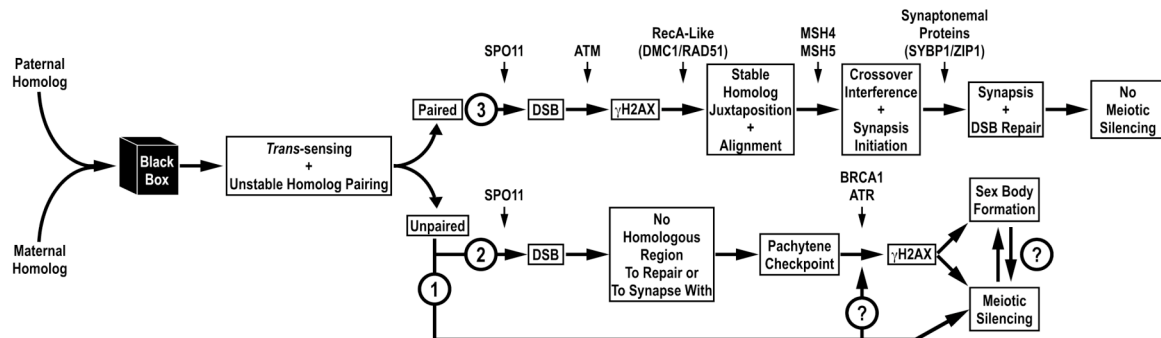 Paternal
Homolog
Maternal
Homolog
Black
Box
Trans-sensing
+
Unstable Homolog Pairing
Paired
3
SPO11
DSB
ATM
γH2AX
RecA-Like
(DMC1/RAD51)
Stable
Homolog
Juxtaposition
+
Alignment
MSH4
MSH5
Crossover
Interference
+
Synapsis
Initiation
Synaptonemal
Proteins
(SYBP1/ZIP1)
Synapsis
+
DSB Repair
No
Meiotic
Silencing
Unpaired
1
2
SPO11
DSB
No
Homologous
Region
To Repair or
To Synapse With
Pachytene
Checkpoint
BRCA1
ATR
?
γH2AX
Sex Body
Formation
?
Meiotic
Silencing